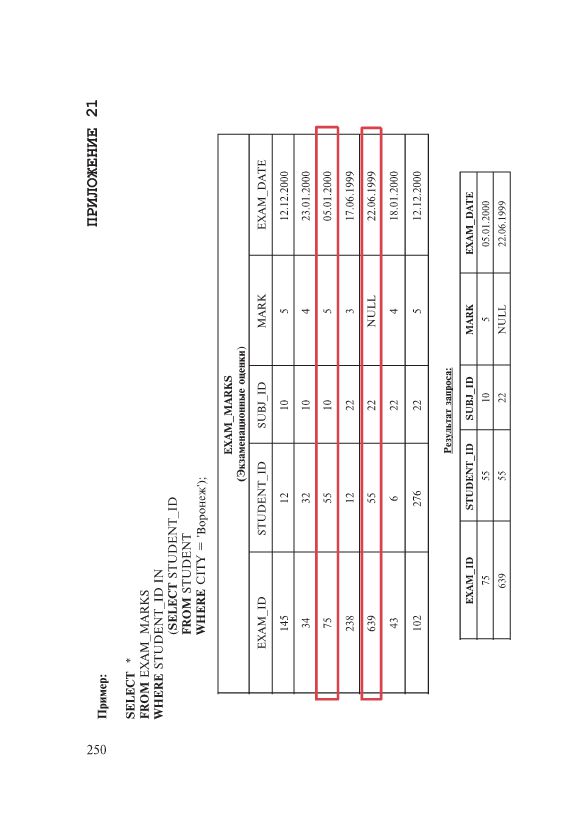 ПРИЛОЖЕНИЕ 21
Пример:
SELECT *
FROM EXAM_MARKS
WHERE STUDENT_ID IN
(SELECT STUDENT_ID
FROM STUDENT
WHERE CITY = 'Воронеж');
EXAM_MARKS
(Экзаменационные оценки)
EXAM_ID STUDENT_ID SUBJ_ID MARK EXAM_DATE
145 12 10 5 12.12.2000
34 32 10 4 23.01.2000
75 55 10 5 05.01.2000
238 12 22 3 17.06.1999
639 55 22 NULL 22.06.1999
43 6 22 4 18.01.2000
102 276 22 5 12.12.2000
Результат запроса:
EXAM_ID STUDENT_ID SUBJ_ID MARK EXAM_DATE
75 55 10 5 05.01.2000
639 55 22 NULL 22.06.1999
250